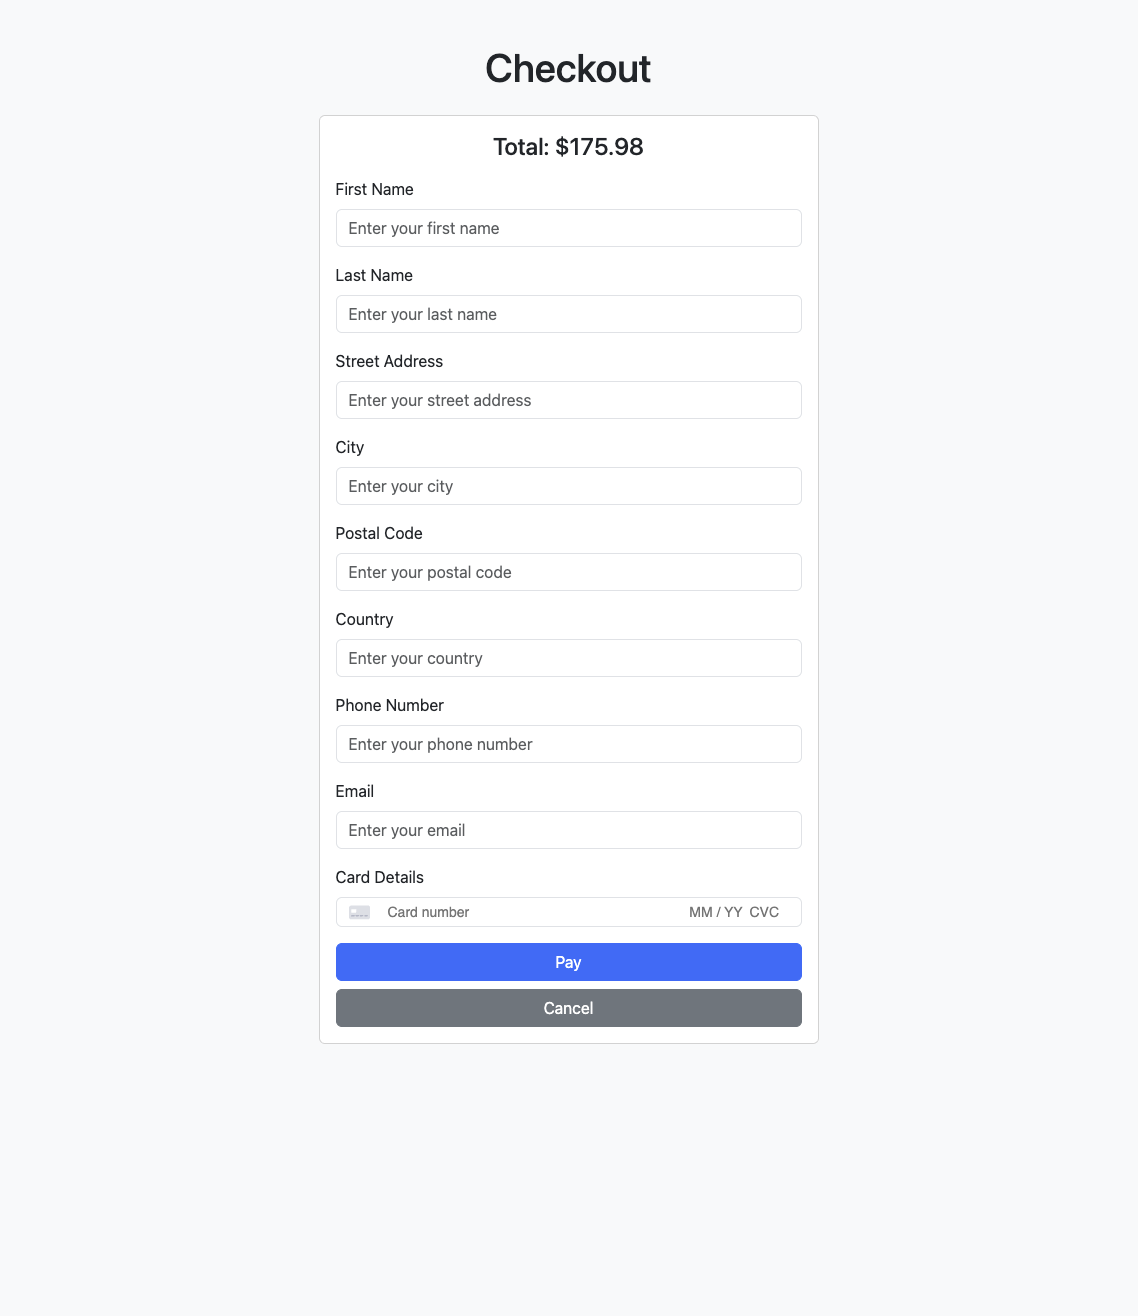 Checkout
Total: $175.98
First Name
Enter your first name
Last Name
Enter your last name
Street Address
Enter your street address
City
Enter your city
Postal Code
Enter your postal code
Country
Enter your country
Phone Number
Enter your phone number
Email
Enter your email
Card Details
Card number MM / YY CVC
Pay
Cancel